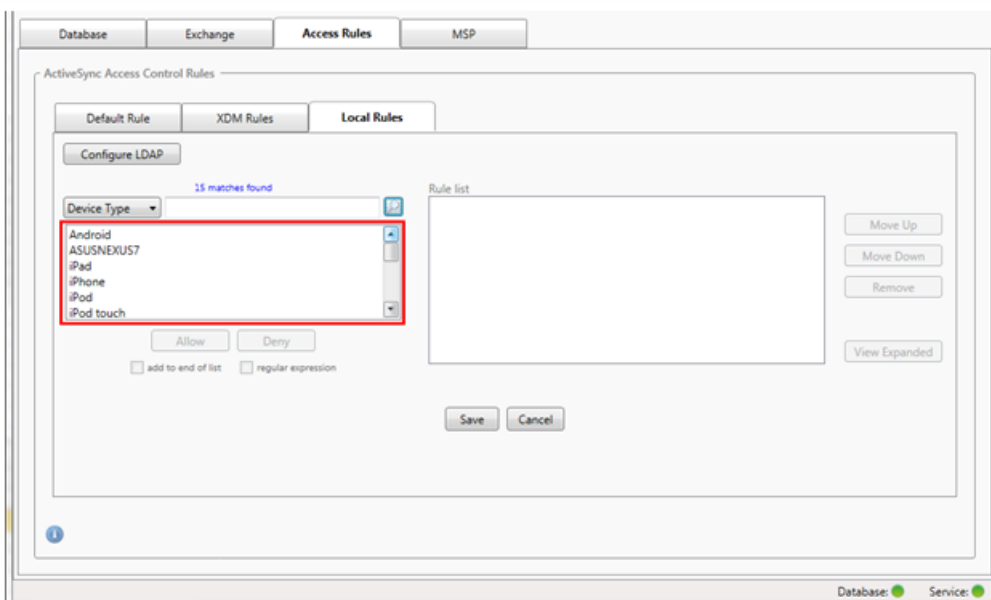 Database Exchange Access Rules MSP
ActiveSync Access Control Rules
Default Rule XDM Rules Local Rules
Configure LDAP
15 matches found
Rule list
Device Type
Android
ASUSNEXUS7
iPad
iPhone
iPod
iPod touch
Move Up
Move Down
Remove
View Expanded
Allow Deny
add to end of list regular expression
Save Cancel
Database: Service: